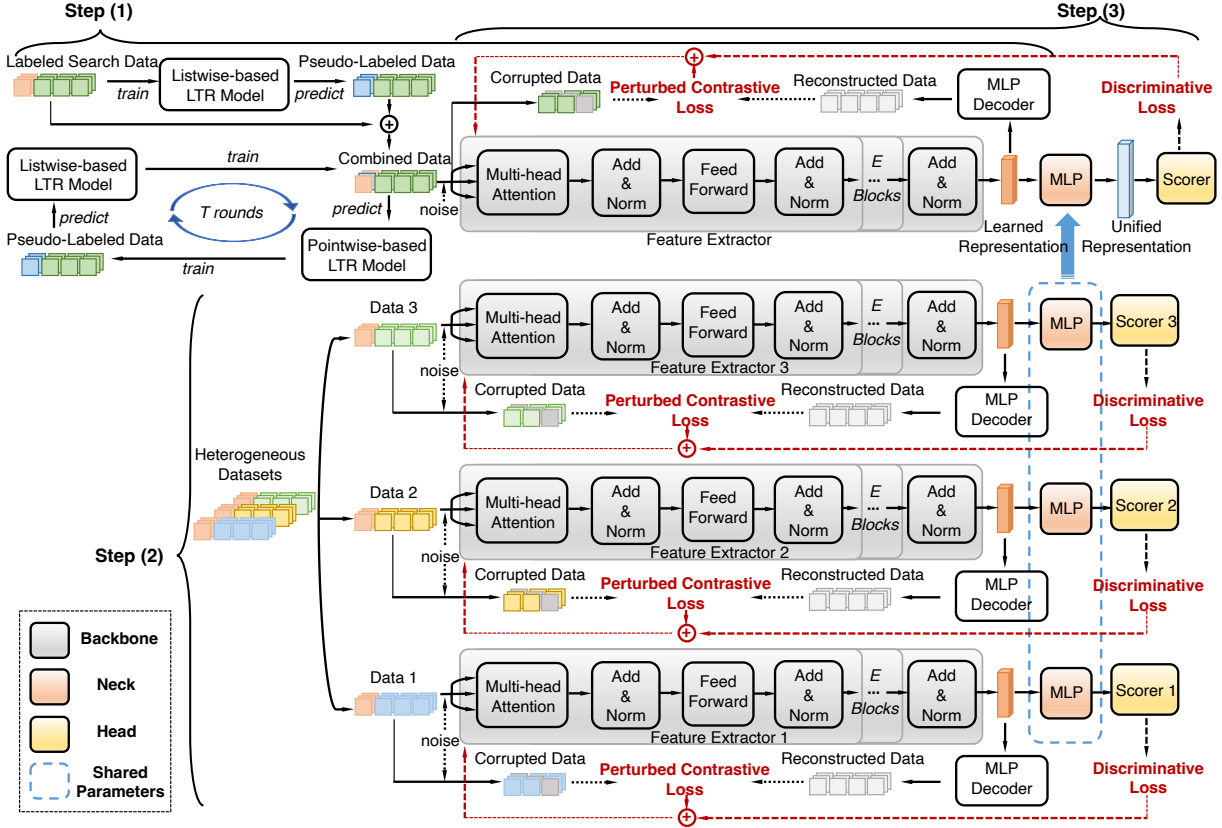 Step (1)
Step (3)
Labeled Search Data
train
Listwise-based
LTR Model
predict
Pseudo-Labeled Data
Corrupted Data
Perturbed Contrastive
Loss
Reconstructed Data
MLP
Decoder
Discriminative
Loss
Listwise-based
LTR Model
train
Combined Data
predict
noise
T rounds
predict
Pseudo-Labeled Data
train
Pointwise-based
LTR Model
Multi-head
Attention
Add
&
Norm
Feed
Forward
Add
&
Norm
E
...
Blocks
Add
&
Norm
Feature Extractor
Learned
Representation
MLP
Unified
Representation
Scorer
Step (2)
Heterogeneous
Datasets
Data 3
noise
Multi-head
Attention
Add
&
Norm
Feed
Forward
Add
&
Norm
E
...
Blocks
Add
&
Norm
Feature Extractor 3
MLP
Scorer 3
Corrupted Data
Perturbed Contrastive
Loss
Reconstructed Data
MLP
Decoder
Discriminative
Loss
Data 2
noise
Multi-head
Attention
Add
&
Norm
Feed
Forward
Add
&
Norm
E
...
Blocks
Add
&
Norm
Feature Extractor 2
MLP
Scorer 2
Corrupted Data
Perturbed Contrastive
Loss
Reconstructed Data
MLP
Decoder
Discriminative
Loss
Data 1
noise
Multi-head
Attention
Add
&
Norm
Feed
Forward
Add
&
Norm
E
...
Blocks
Add
&
Norm
Feature Extractor 1
MLP
Scorer 1
Corrupted Data
Perturbed Contrastive
Loss
Reconstructed Data
MLP
Decoder
Discriminative
Loss
Backbone
Neck
Head
Shared
Parameters